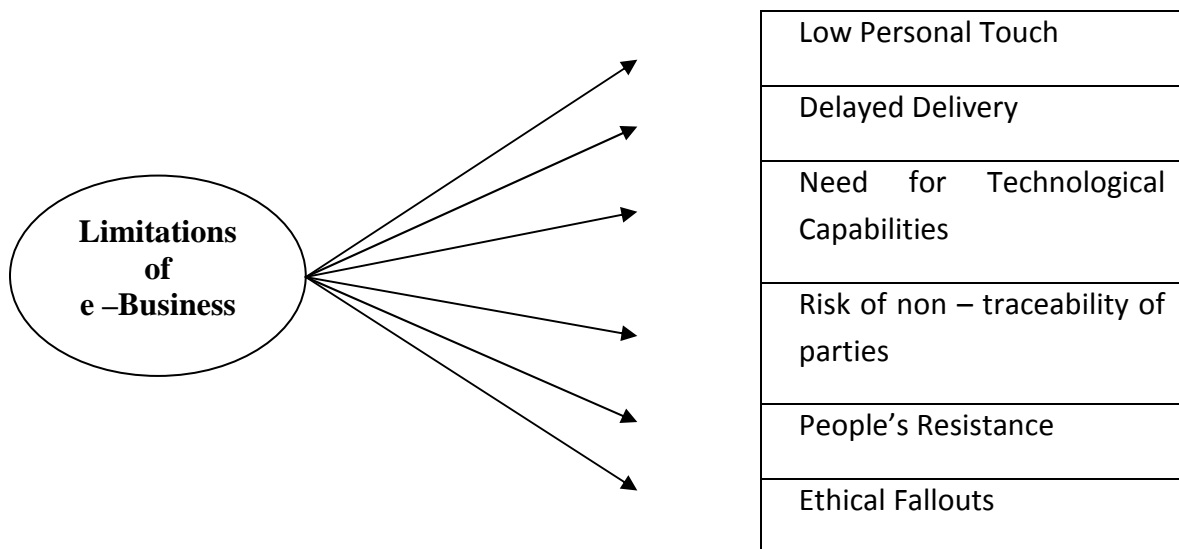 Limitations
of
e –Business
Low Personal Touch
Delayed Delivery
Need for Technological
Capabilities
Risk of non – traceability of
parties
People’s Resistance
Ethical Fallouts